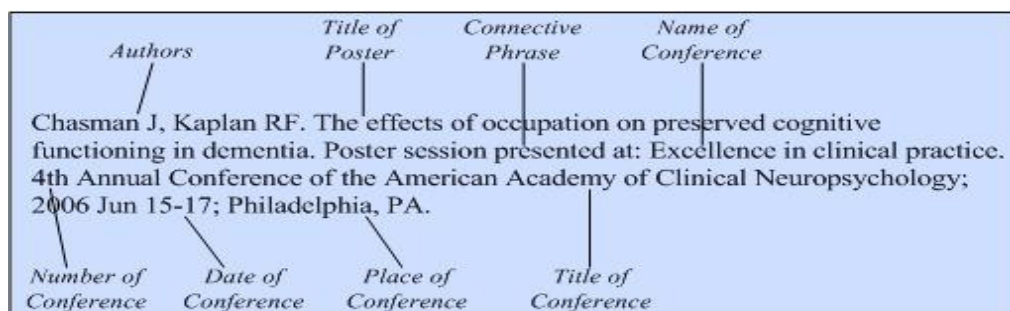 Authors Title of Poster Connective Phrase Name of Conference
Chasman J, Kaplan RF. The effects of occupation on preserved cognitive
functioning in dementia. Poster session presented at: Excellence in clinical practice.
4th Annual Conference of the American Academy of Clinical Neuropsychology;
2006 Jun 15-17; Philadelphia, PA.
Number of Conference Date of Conference Place of Conference Title of Conference